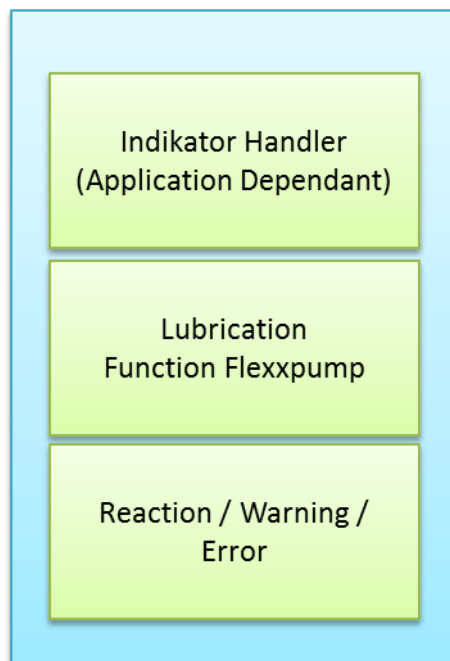 Indikator Handler
(Application Dependant)
Lubrication
Function Flexxpump
Reaction / Warning /
Error